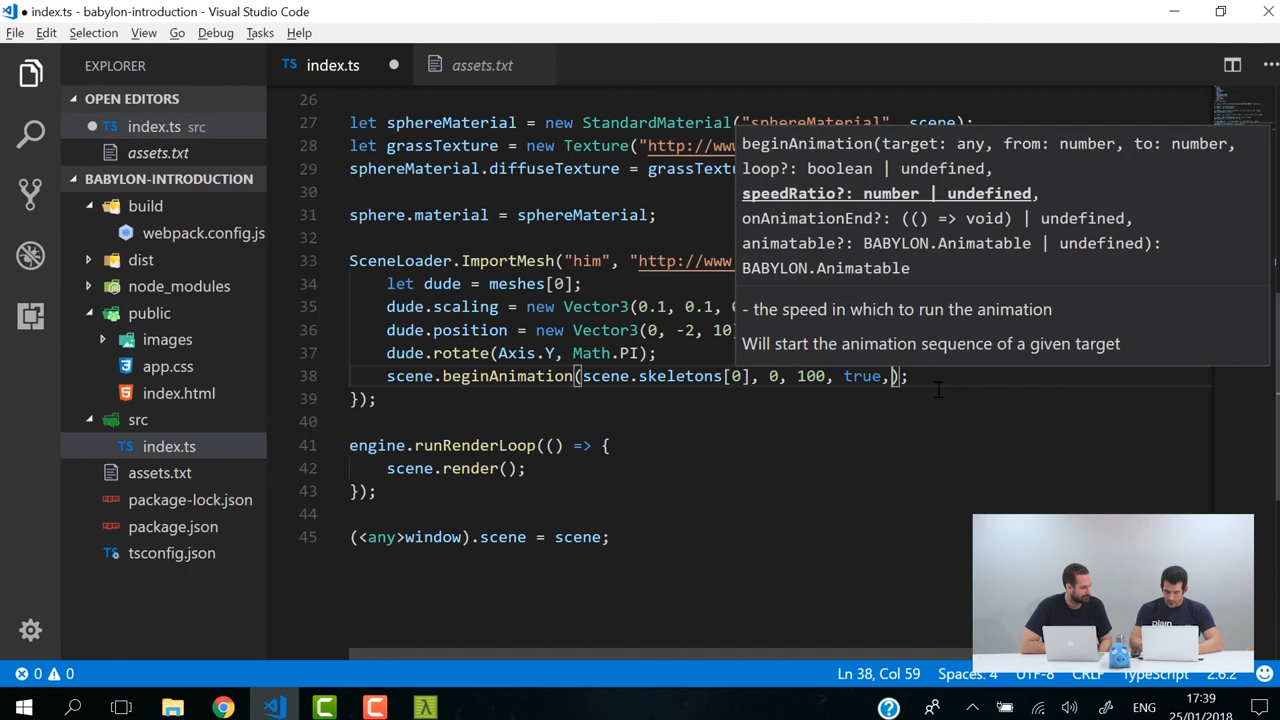 index.ts - babylon-introduction - Visual Studio Code
File Edit Selection View Go Debug Tasks Help
EXPLORER
OPEN EDITORS
TS index.ts src
assets.txt
BABYLON-INTRODUCTION
build
webpack.config.js
dist
node_modules
public
images
app.css
index.html
src
TS index.ts
assets.txt
package-lock.json
package.json
TS tsconfig.json
TS index.ts
assets.txt
26
27 let sphereMaterial = new StandardMaterial("sphereMaterial", scene);
28 let grassTexture = new Texture("http://www
29 sphereMaterial.diffuseTexture = grassText
30
31 sphere.material = sphereMaterial;
32
33 SceneLoader.ImportMesh("him", "http://www
34 let dude = meshes[0];
35 dude.scaling = new Vector3(0.1, 0.1, 0
36 dude.position = new Vector3(0, -2, 10)
37 dude.rotate(Axis.Y, Math.PI);
38 scene.beginAnimation(scene.skeletons[0], 0, 100, true,);
39 });
40
41 engine.runRenderLoop(() => {
42 scene.render();
43 });
44
45 (<any>window).scene = scene;
beginAnimation(target: any, from: number, to: number,
loop?: boolean | undefined,
speedRatio?: number | undefined,
onAnimationEnd?: (() => void) | undefined,
animatable?: BABYLON.Animatable | undefined):
BABYLON.Animatable
- the speed in which to run the animation
Will start the animation sequence of a given target
plain
0 0
Ln 38, Col 59 Spaces: 4 UTF-8 CRLF TypeScript 2.6.2
ENG
17:39
25/01/2018